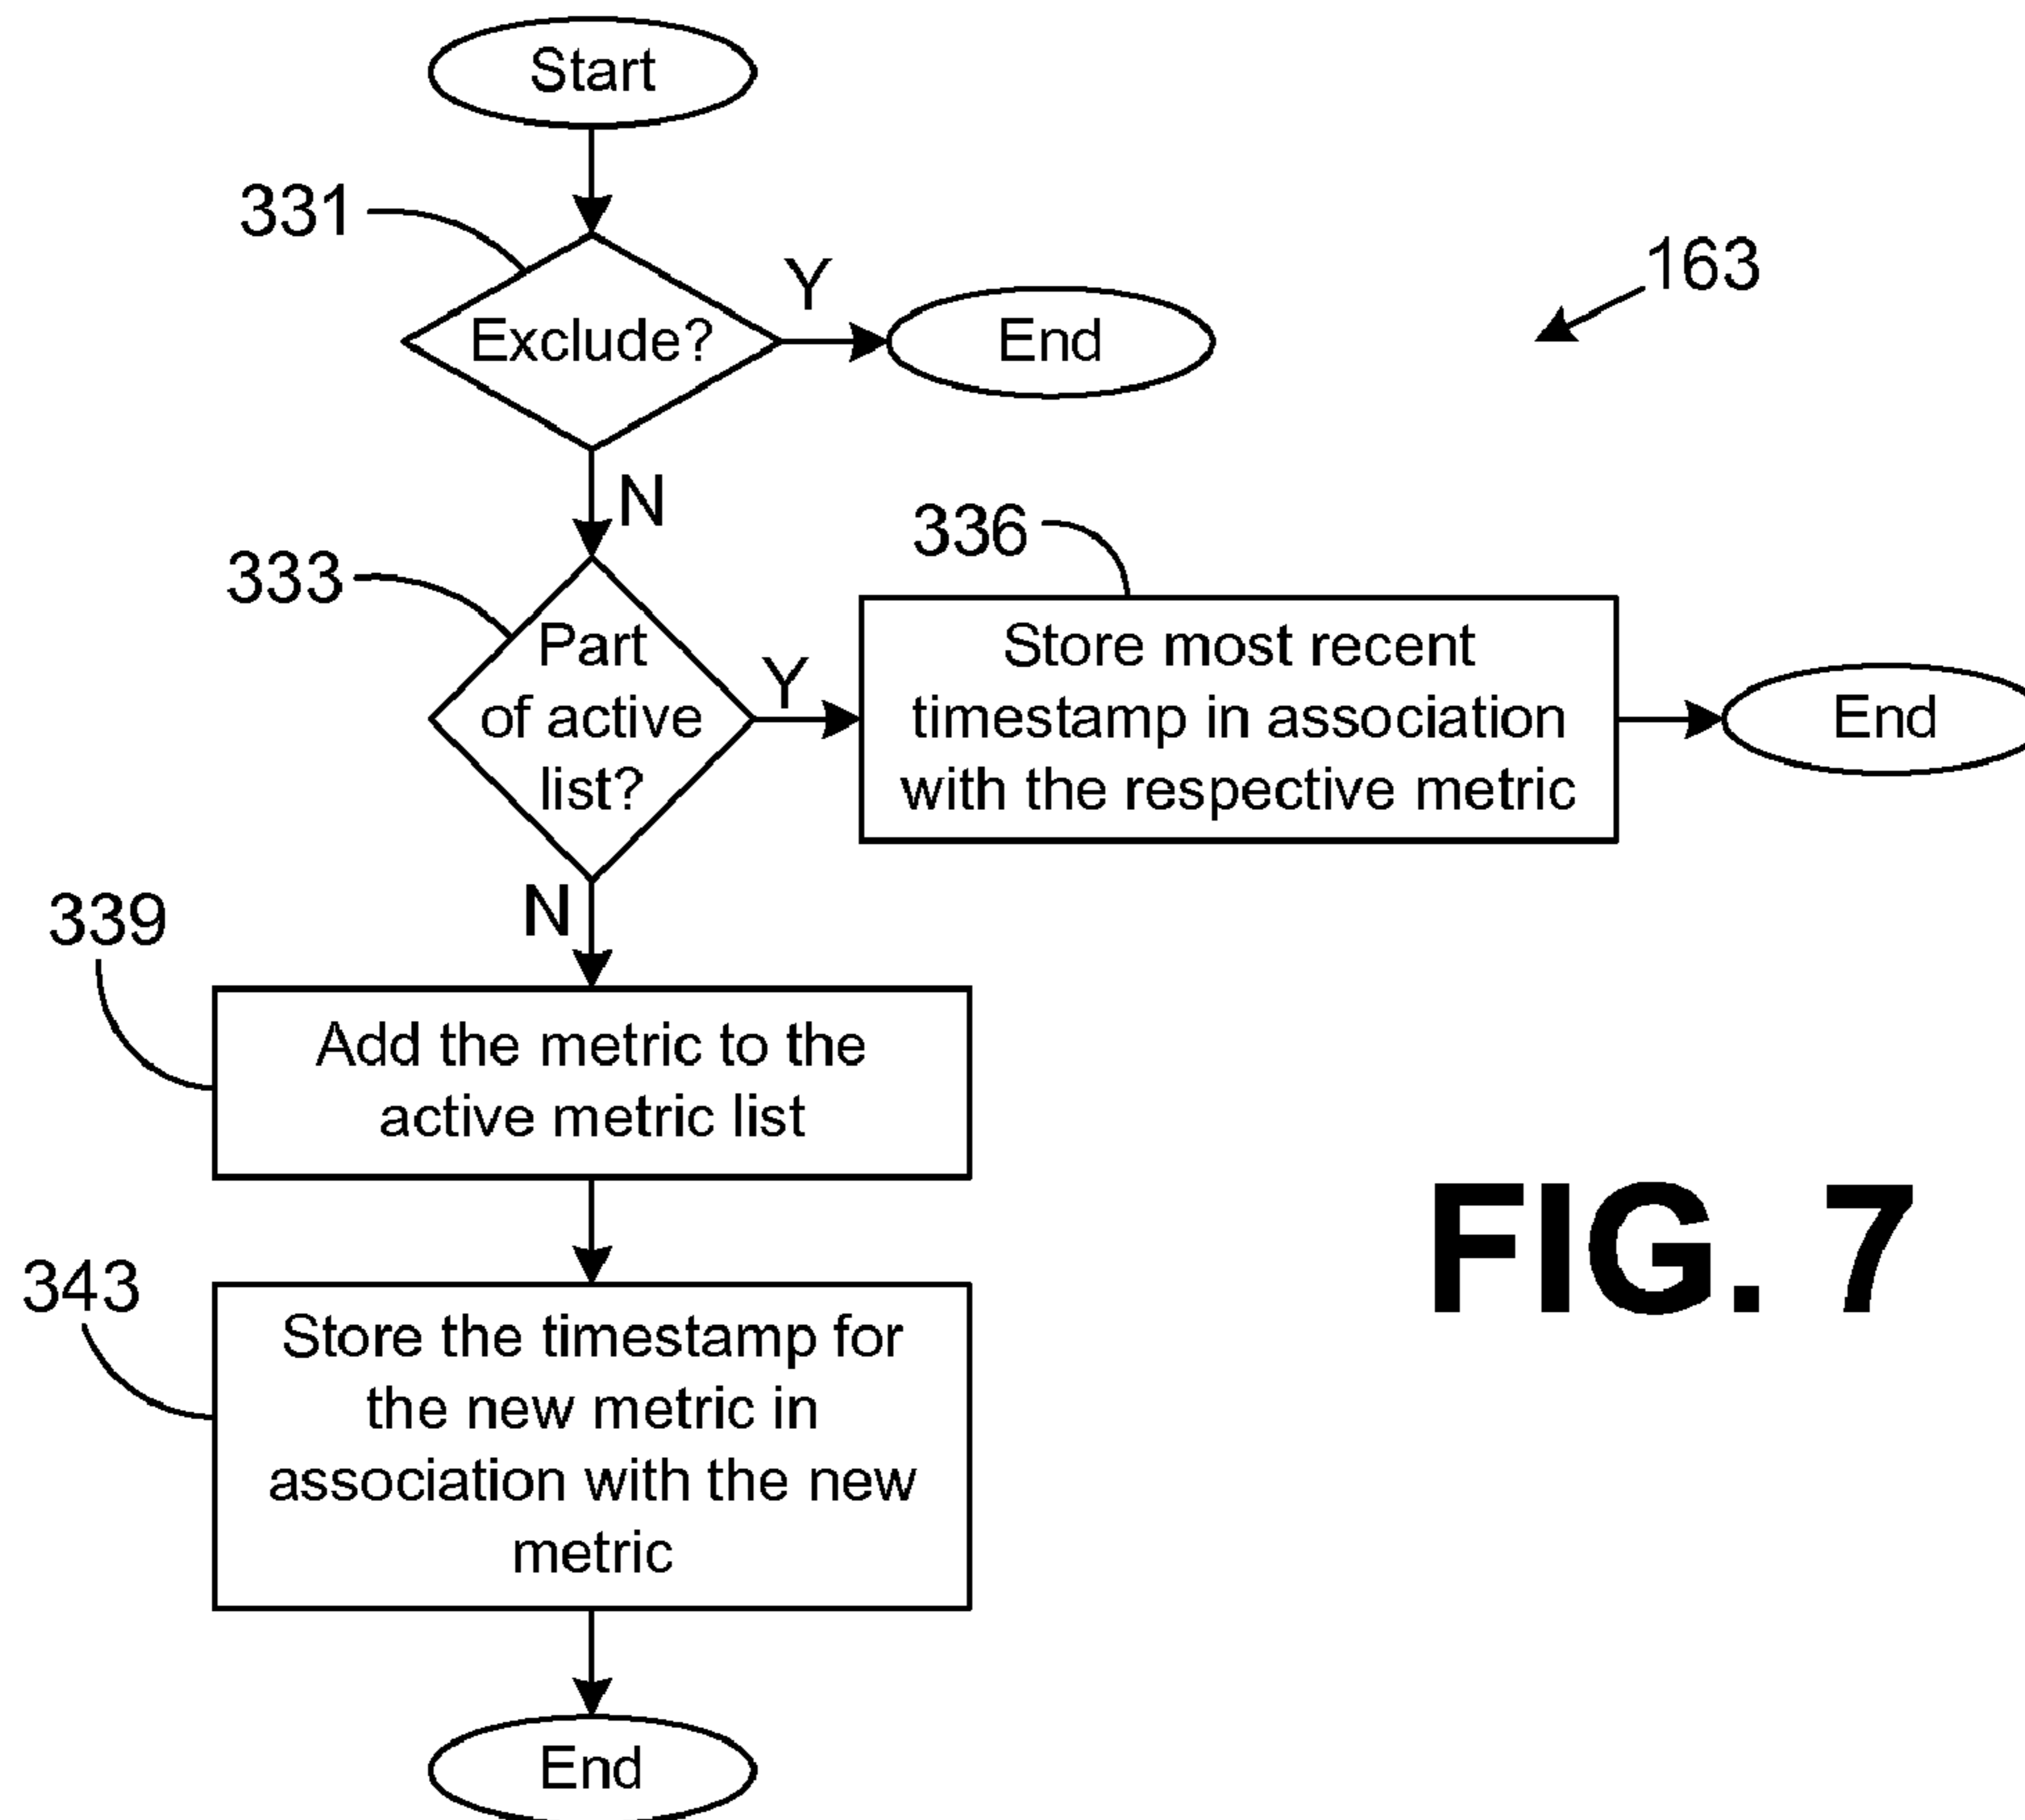 Start
331
Exclude?
Y
End
163
N
333
Part
of active
list?
Y
336
Store most recent
timestamp in association
with the respective metric
End
N
339
Add the metric to the
active metric list
343
Store the timestamp for
the new metric in
association with the new
metric
End
FIG. 7